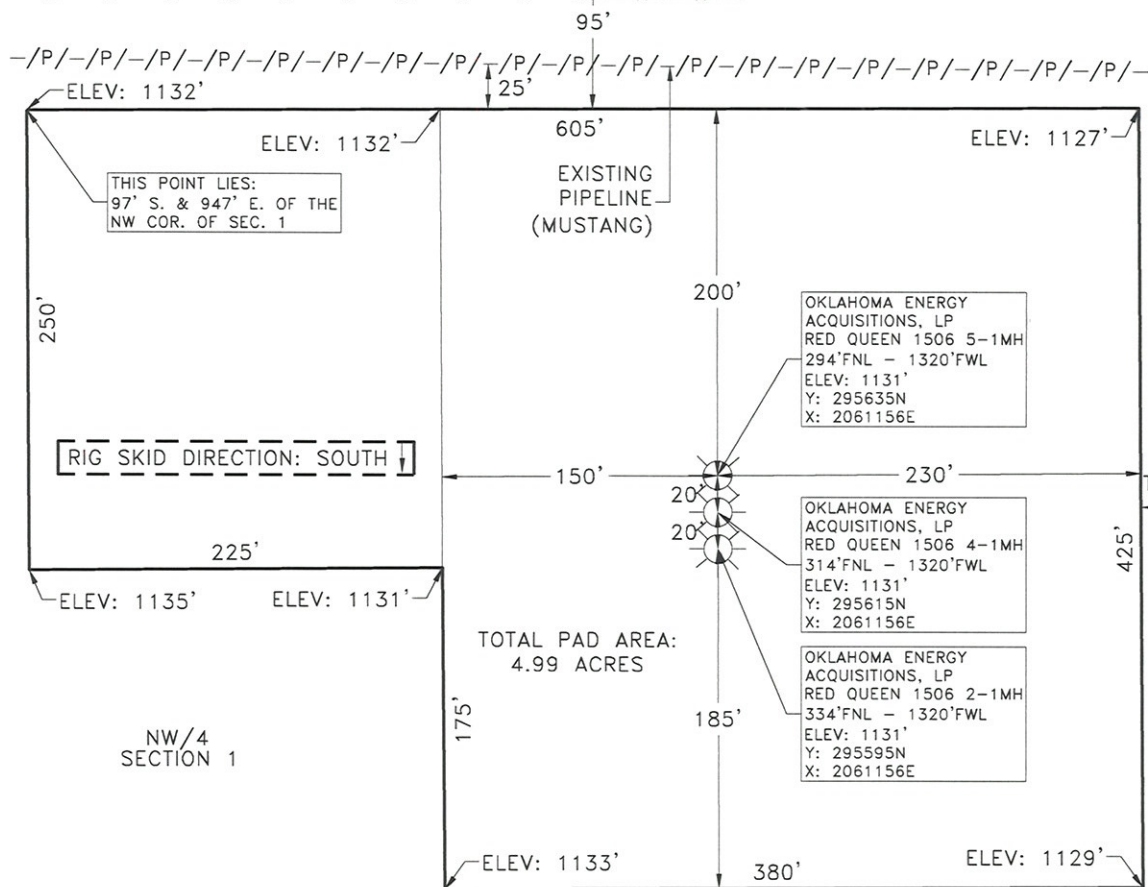 95'
-/P/-/P/-/P/-/P/-/P/-/P/-/P/-/P/-/P/-/P/-/P/-/P/-/P/-/P/-/P/-/P/-/P/-/P/-
ELEV: 1132'
25'
605'
ELEV: 1132'
ELEV: 1127'
THIS POINT LIES:
97' S. & 947' E. OF THE
NW COR. OF SEC. 1
EXISTING
PIPELINE
(MUSTANG)
250'
200'
OKLAHOMA ENERGY
ACQUISITIONS, LP
RED QUEEN 1506 5-1MH
294'FNL - 1320'FWL
ELEV: 1131'
Y: 295635N
X: 2061156E
RIG SKID DIRECTION: SOUTH
150'
230'
20'
20'
OKLAHOMA ENERGY
ACQUISITIONS, LP
RED QUEEN 1506 4-1MH
314'FNL - 1320'FWL
ELEV: 1131'
Y: 295615N
X: 2061156E
425'
225'
ELEV: 1135'
ELEV: 1131'
TOTAL PAD AREA:
4.99 ACRES
OKLAHOMA ENERGY
ACQUISITIONS, LP
RED QUEEN 1506 2-1MH
334'FNL - 1320'FWL
ELEV: 1131'
Y: 295595N
X: 2061156E
175'
185'
NW/4
SECTION 1
ELEV: 1133'
380'
ELEV: 1129'